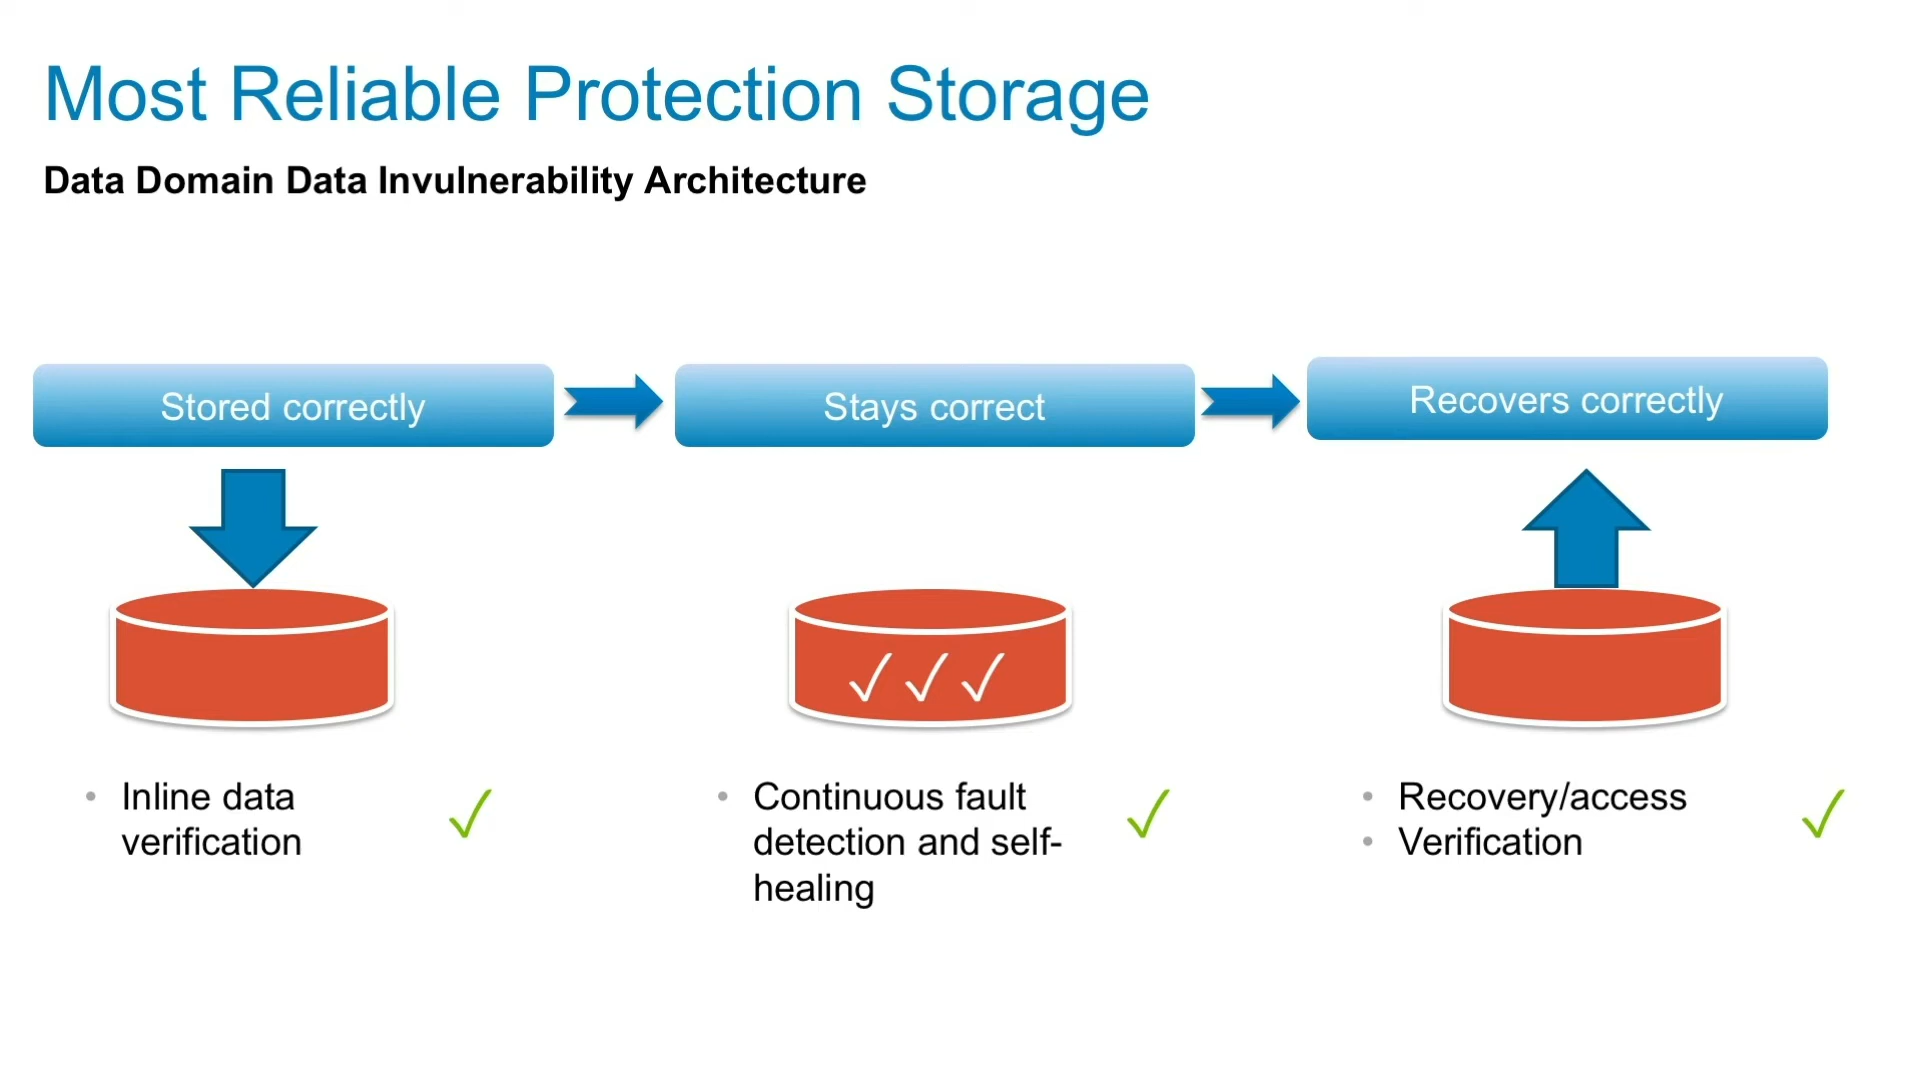 Most Reliable Protection Storage
Data Domain Data Invulnerability Architecture
Stored correctly
Stays correct
Recovers correctly
✓ ✓ ✓
• Inline data
verification
✓
• Continuous fault
detection and self-
healing
✓
• Recovery/access
• Verification
✓